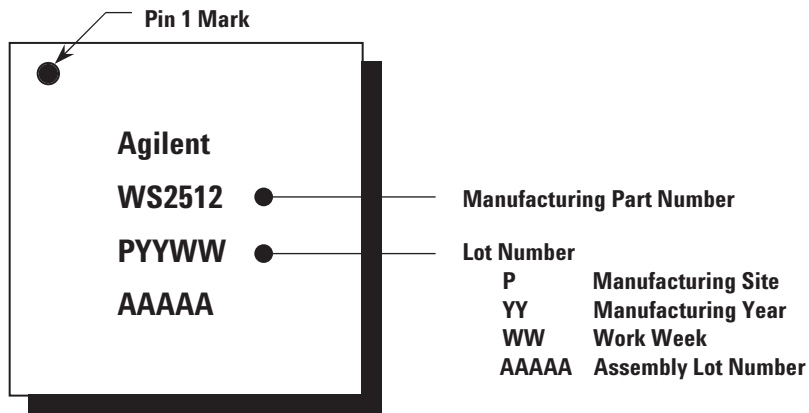 Pin 1 Mark
Agilent
WS2512
Manufacturing Part Number
PYYWW
Lot Number
P Manufacturing Site
YY Manufacturing Year
AAAAA
WW Work Week
AAAAA Assembly Lot Number